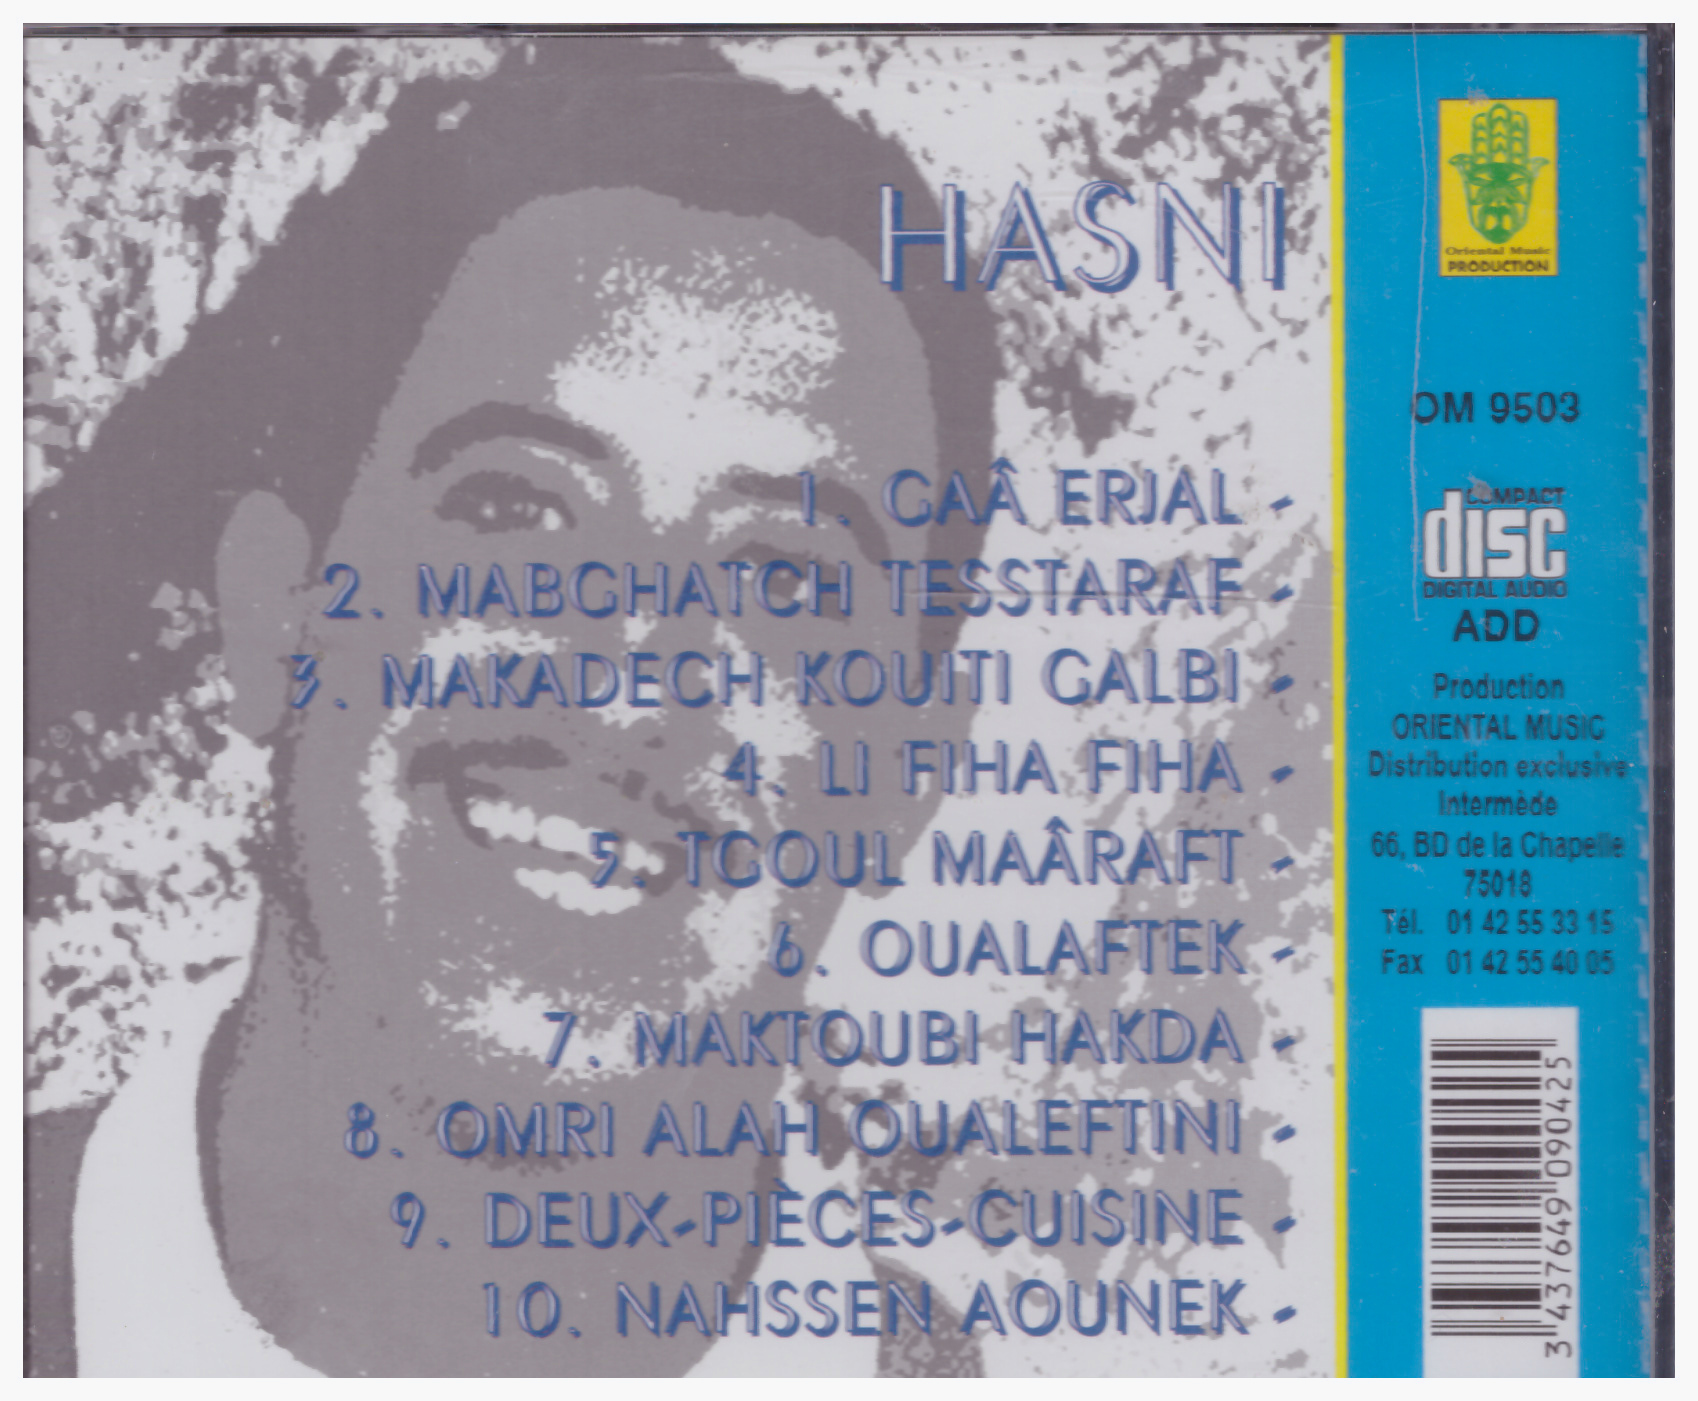 HASNI
1. GAÂ ERJAL -
2. MABGHATCH TESSTARAF -
3. MAKADECH KOUITI GALBI -
4. LI FIHA FIHA -
5. TGOUL MAÂRAFT -
6. OUALAFTEK -
7. MAKTOUBI HAKDA -
8. OMRI ALAH OUALEFTINI -
9. DEUX-PIÈCES-CUISINE -
10. NAHSSEN AOUNEK -
Oriental Music
PRODUCTION
OM 9503
COMPACT
disc
DIGITAL AUDIO
ADD
Production
ORIENTAL MUSIC
Distribution exclusive
Intermède
66, BD de la Chapelle
75018
Tél. 01 42 55 33 15
Fax 01 42 55 40 05
3 437649 090425